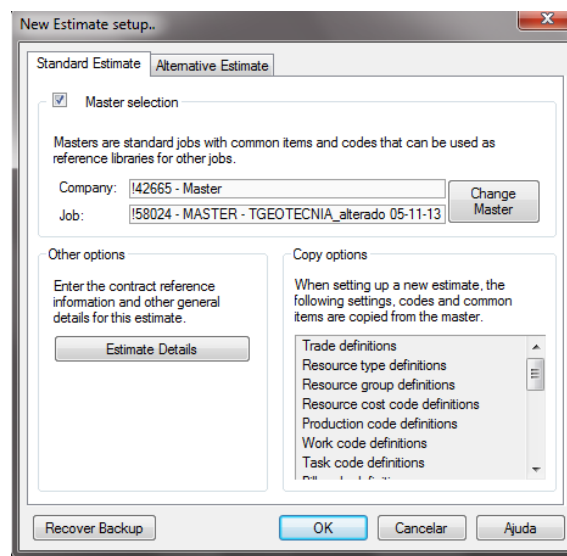 New Estimate setup..
Standard Estimate
Alternative Estimate
Master selection
Masters are standard jobs with common items and codes that can be used as
reference libraries for other jobs.
Company:
!42665 - Master
Job:
!58024 - MASTER - TGEOTECNIA_alterado 05-11-13
Change
Master
Other options
Enter the contract reference
information and other general
details for this estimate.
Estimate Details
Copy options
When setting up a new estimate, the
following settings, codes and common
items are copied from the master.
Trade definitions
Resource type definitions
Resource group definitions
Resource cost code definitions
Production code definitions
Work code definitions
Task code definitions
Recover Backup
OK
Cancelar
Ajuda